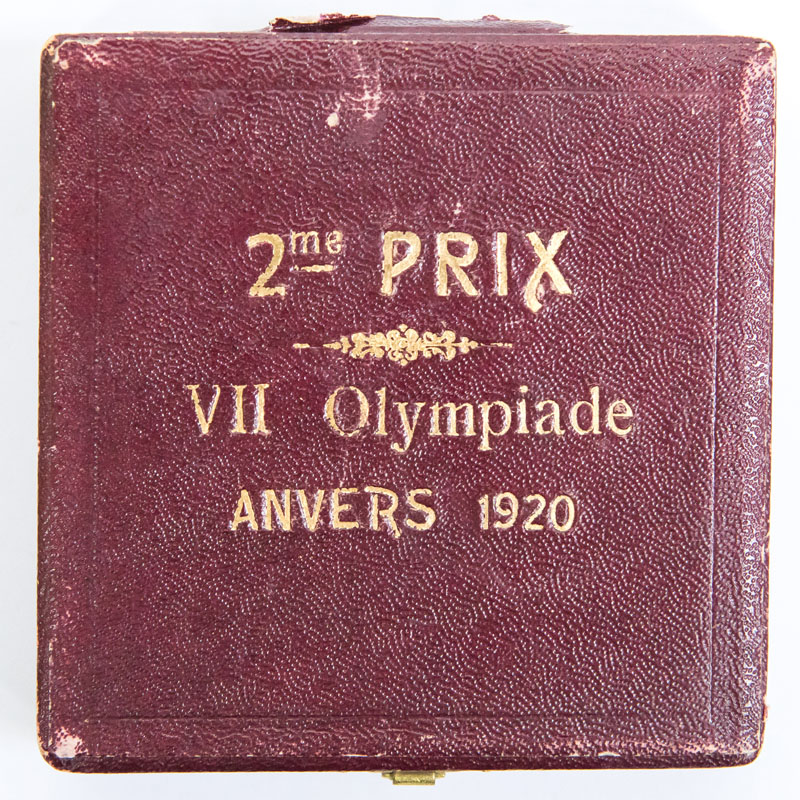 2me PRIX
VII Olympiade
ANVERS 1920